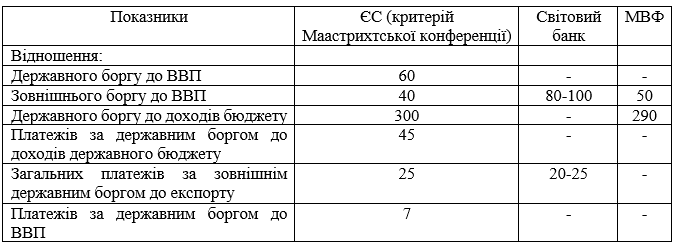 Показники ЄС (критерій Маастрихтської конференції) Світовий банк МВФ
Відношення:
Державного боргу до ВВП 60 - -
Зовнішнього боргу до ВВП 40 80-100 50
Державного боргу до доходів бюджету 300 - 290
Платежів за державним боргом до 45 - -
доходів державного бюджету
Загальних платежів за зовнішнім 25 20-25 -
державним боргом до експорту
Платежів за державним боргом до 7 - -
ВВП